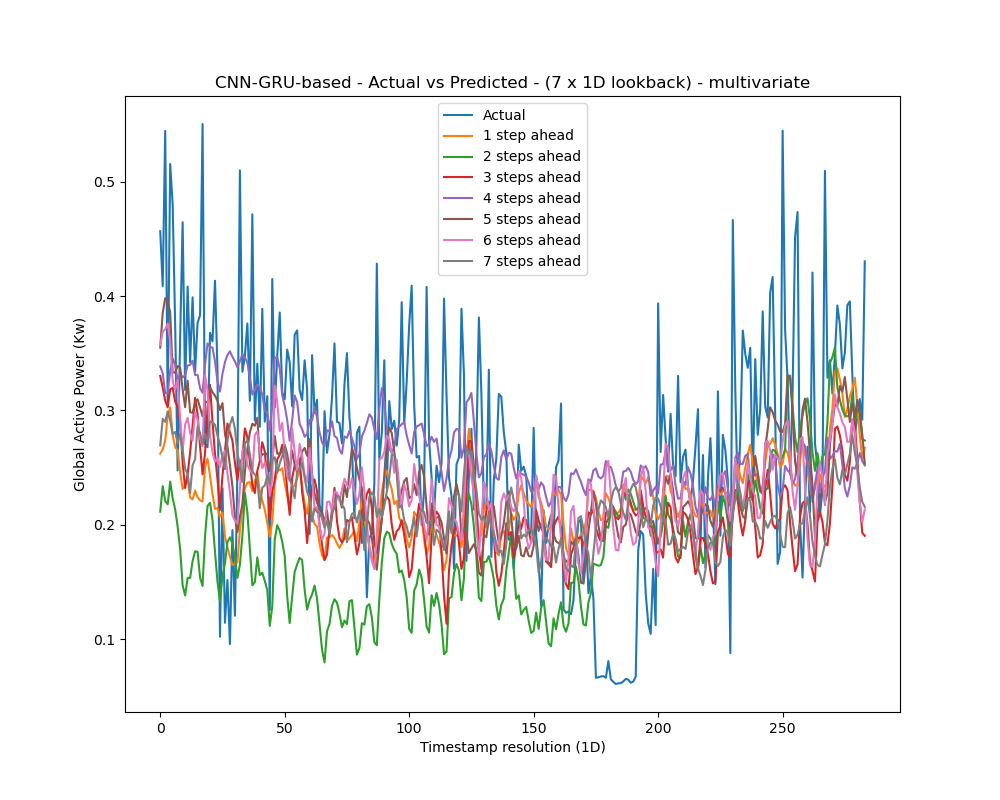 CNN-GRU-based - Actual vs Predicted - (7 x 1D lookback) - multivariate
Actual
1 step ahead
2 steps ahead
3 steps ahead
4 steps ahead
5 steps ahead
6 steps ahead
7 steps ahead
Global Active Power (Kw)
0.5
0.4
0.3
0.2
0.1
0 50 100 150 200 250
Timestamp resolution (1D)